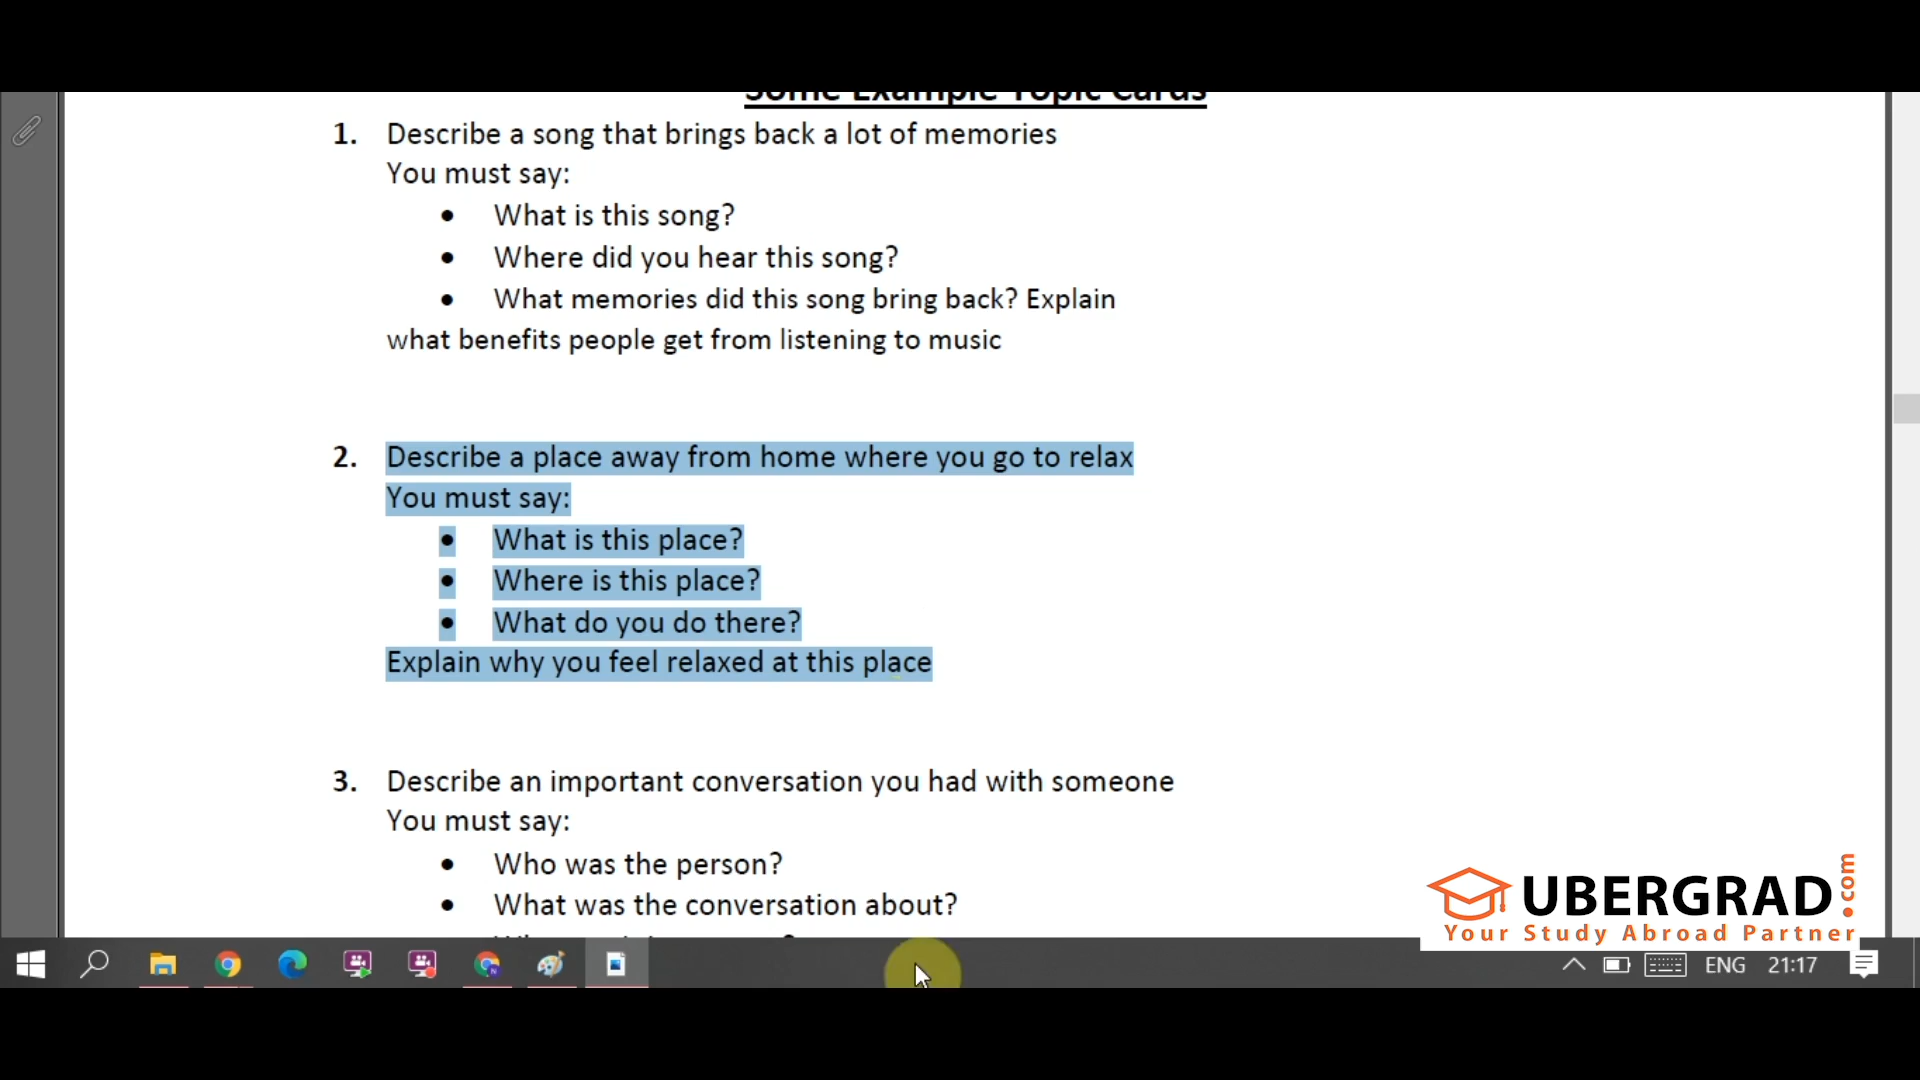 Some Example Topic Cards
1. Describe a song that brings back a lot of memories
You must say:
• What is this song?
• Where did you hear this song?
• What memories did this song bring back? Explain
what benefits people get from listening to music
2. Describe a place away from home where you go to relax
You must say:
• What is this place?
• Where is this place?
• What do you do there?
Explain why you feel relaxed at this place
3. Describe an important conversation you had with someone
You must say:
• Who was the person?
• What was the conversation about?
UBERGRAD.com
Your Study Abroad Partner
ENG 21:17